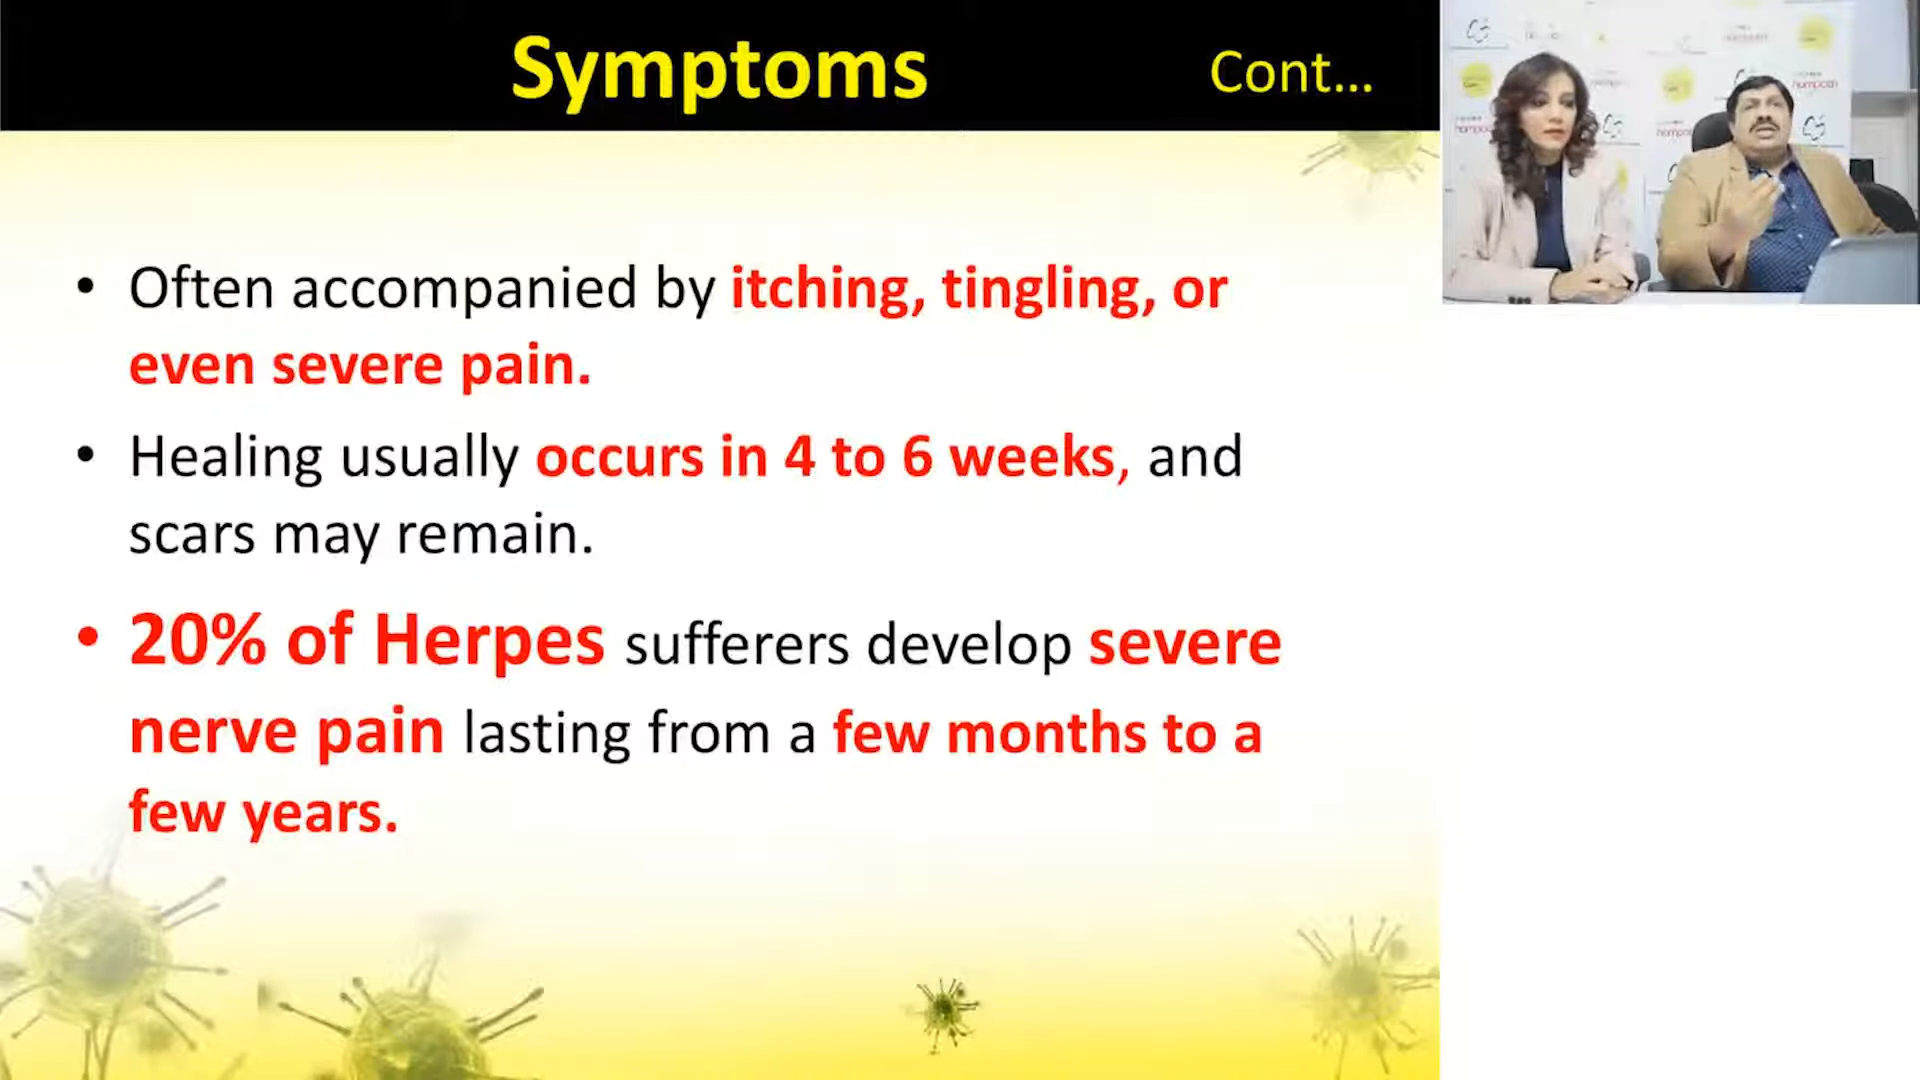 Symptoms
Cont...
• Often accompanied by itching, tingling, or
even severe pain.
• Healing usually occurs in 4 to 6 weeks, and
scars may remain.
• 20% of Herpes sufferers develop severe
nerve pain lasting from a few months to a
few years.